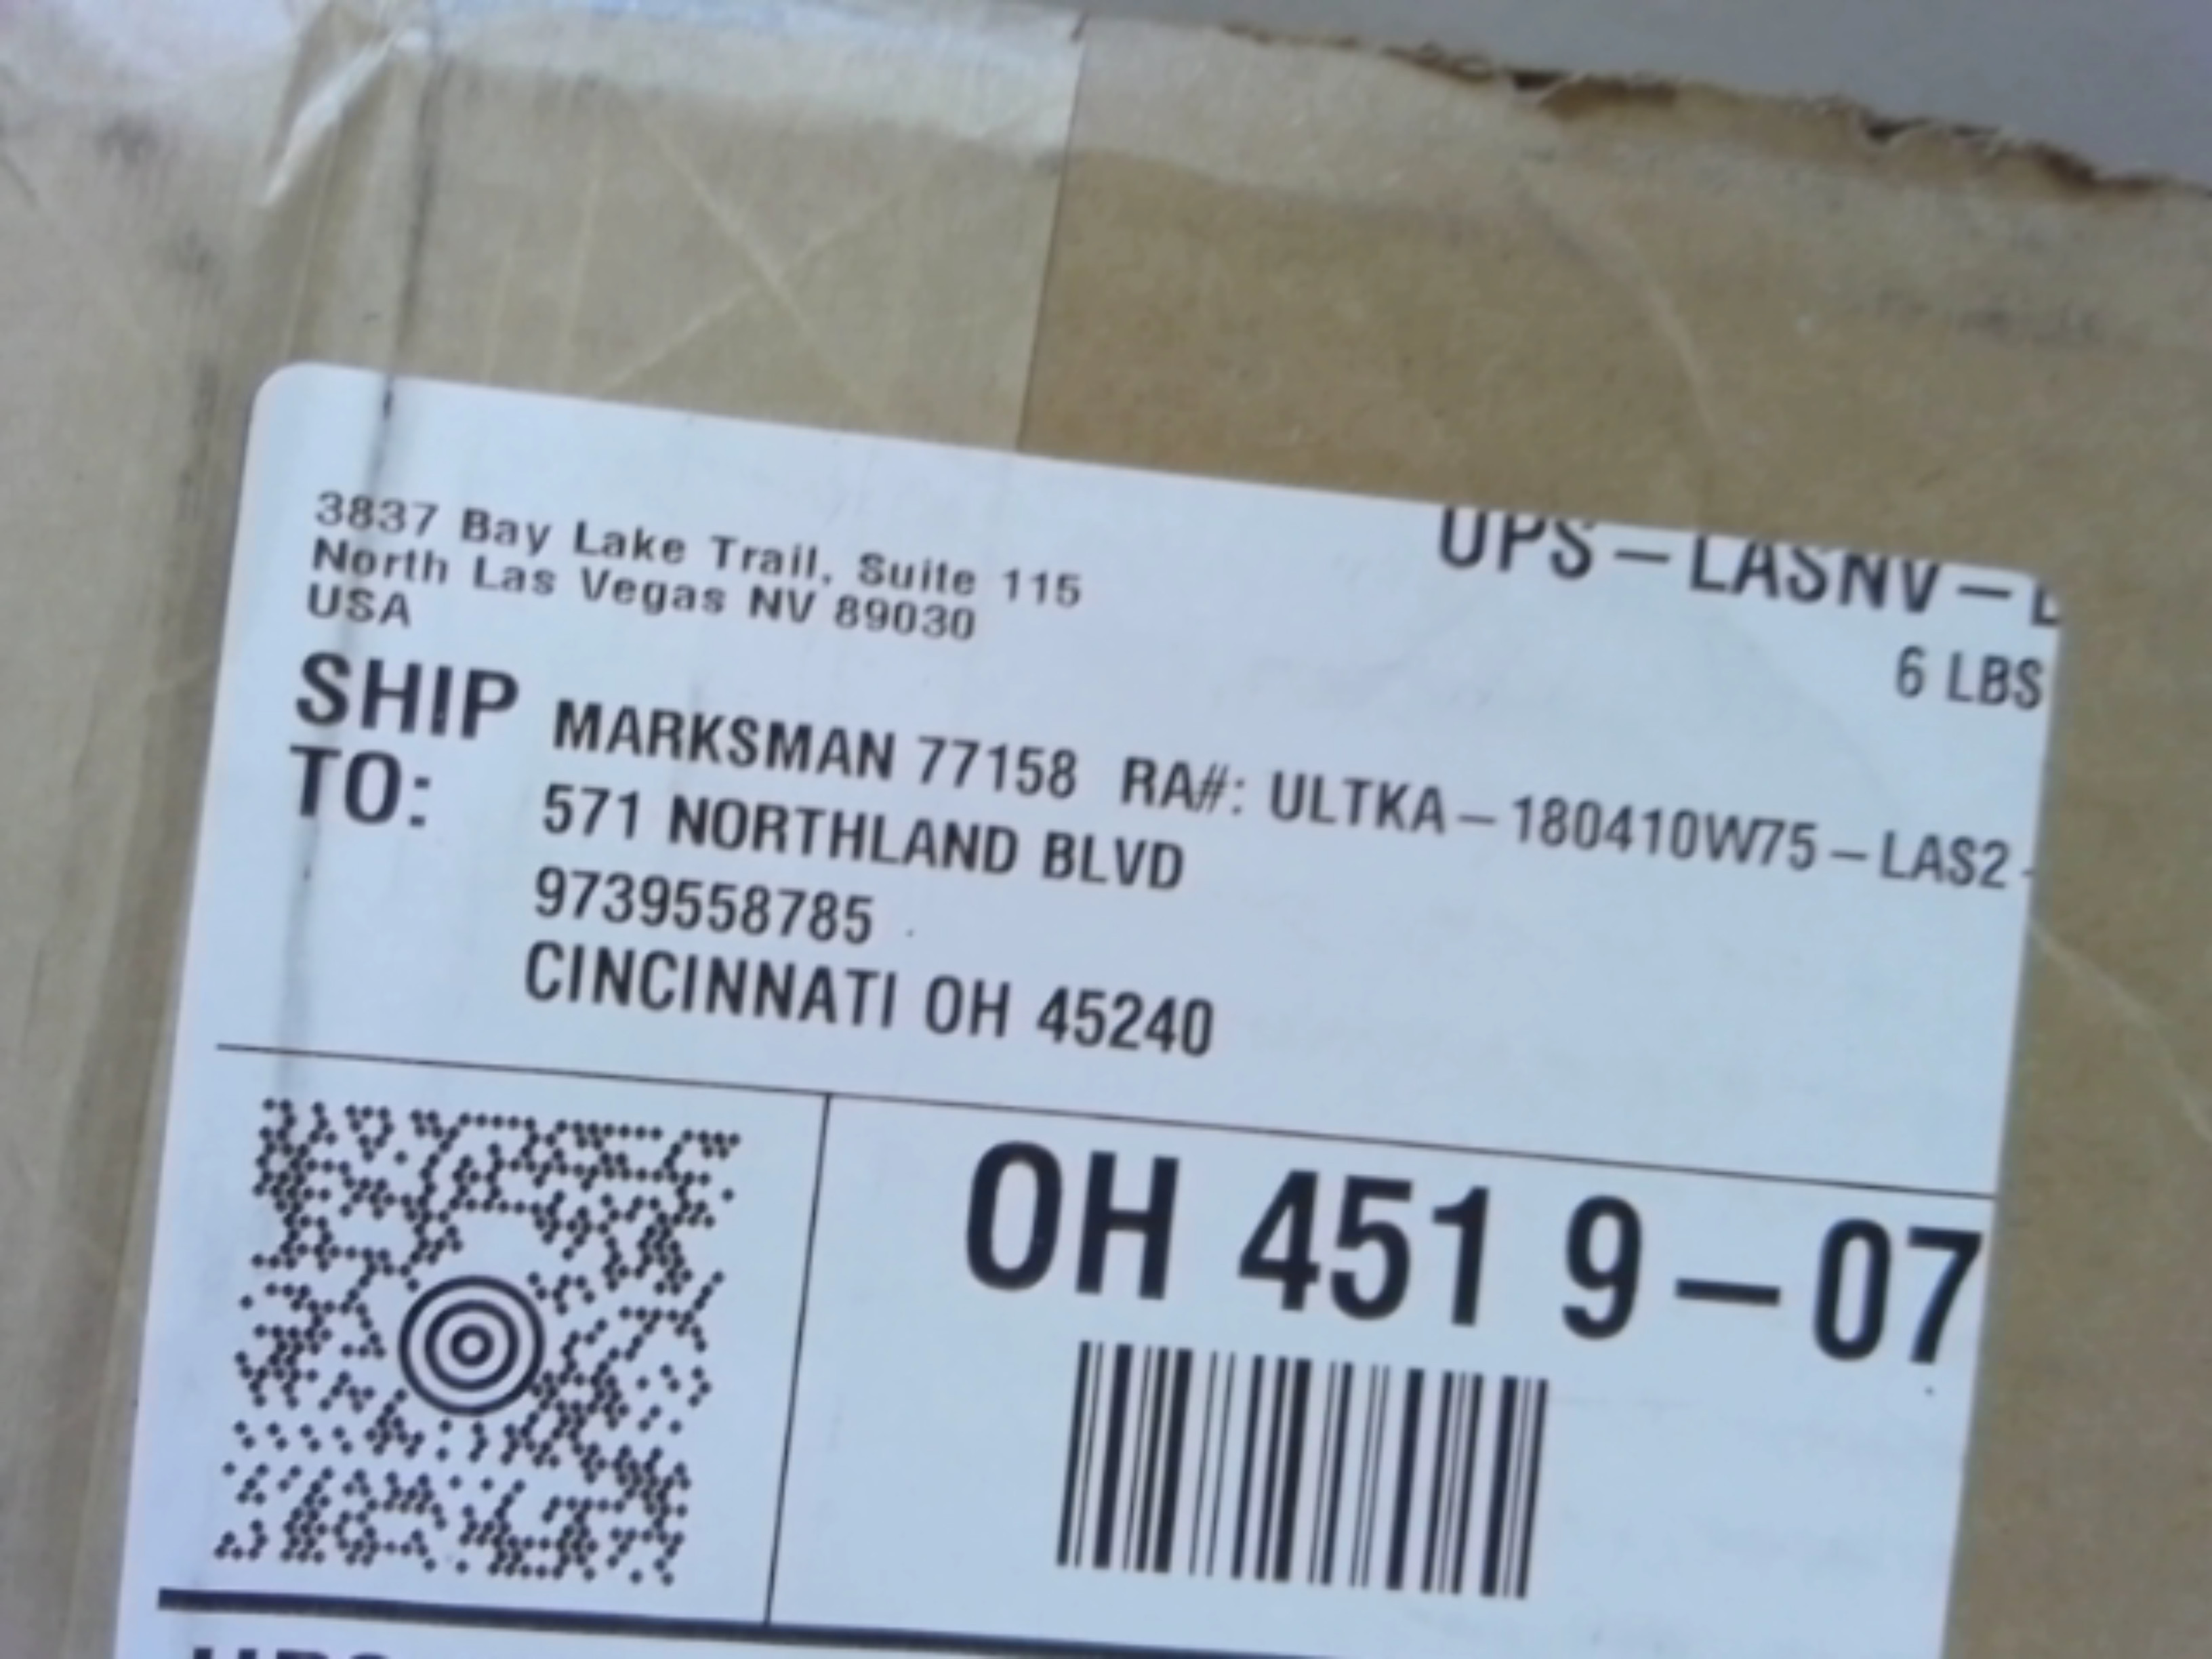 3837 Bay Lake Trail, Suite 115
North Las Vegas NV 89030
USA
UPS-LASNV-
6 LBS
SHIP TO:
MARKSMAN 77158 RA#: ULTKA-180410W75-LAS2-
571 NORTHLAND BLVD
9739558785
CINCINNATI OH 45240
OH 451 9-07